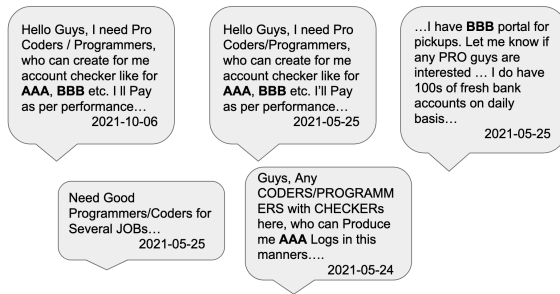 Hello Guys, I need Pro
Coders / Programmers,
who can create for me
account checker like for
AAA, BBB etc. I ll Pay
as per performance…
2021-10-06
Hello Guys, I need Pro
Coders/Programmers,
who can create for me
account checker like for
AAA, BBB etc. I'll Pay
as per performance…
2021-05-25
…I have BBB portal for
pickups. Let me know if
any PRO guys are
interested … I do have
100s of fresh bank
accounts on daily
basis…
2021-05-25
Need Good
Programmers/Coders for
Several JOBs…
2021-05-25
Guys, Any
CODERS/PROGRAMM
ERS with CHECKERs
here, who can Produce
me AAA Logs in this
manners….
2021-05-24